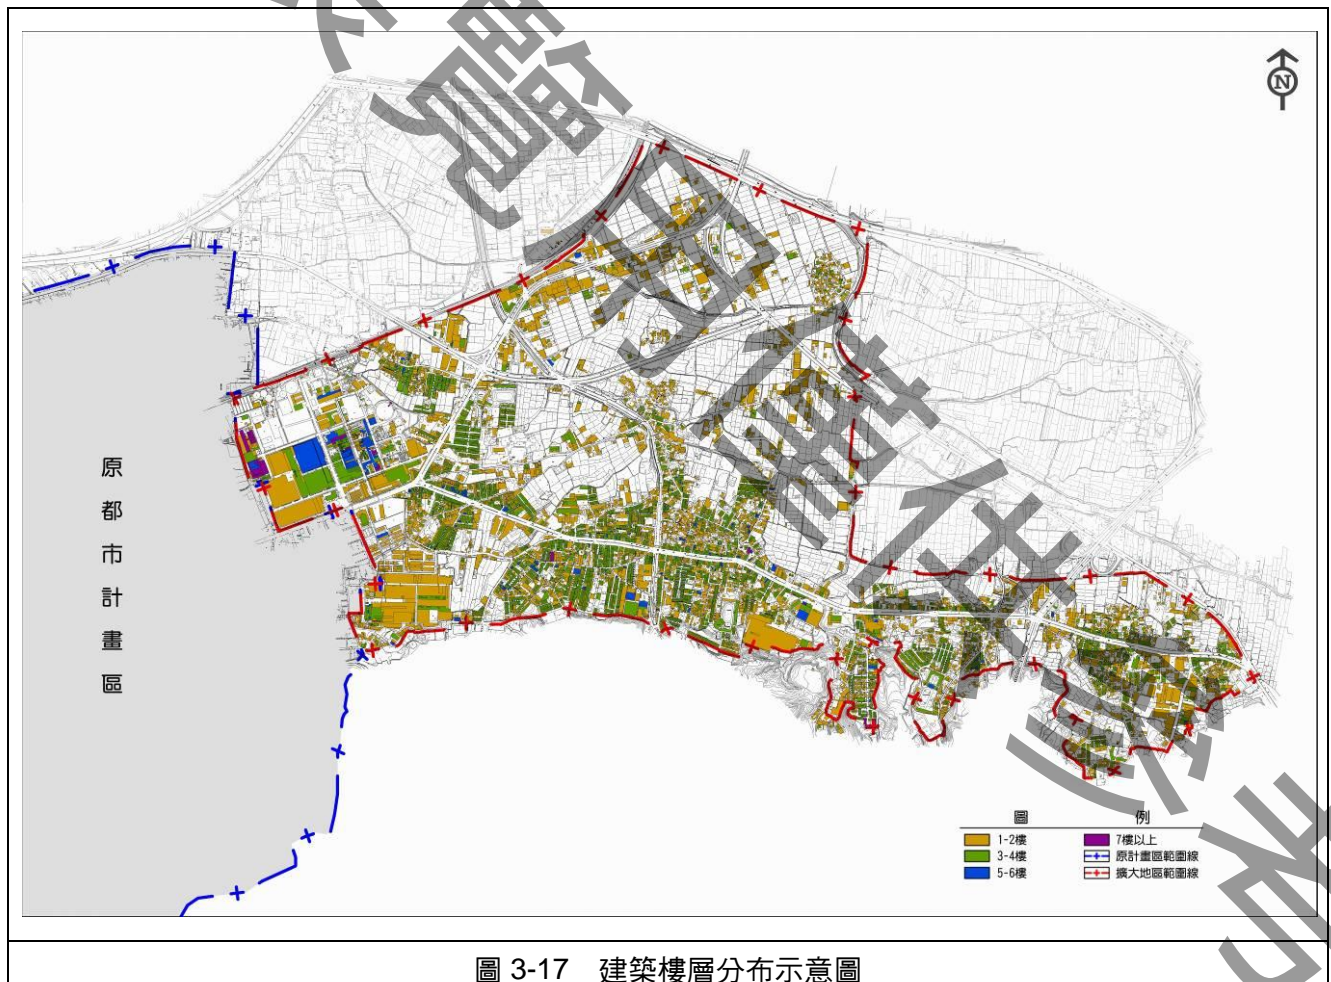 N
原
都
市
計
畫
區
圖 例
1-2樓 7樓以上
3-4樓 原計畫區範圍線
5-6樓 擴大地區範圍線
圖 3-17 建築樓層分布示意圖